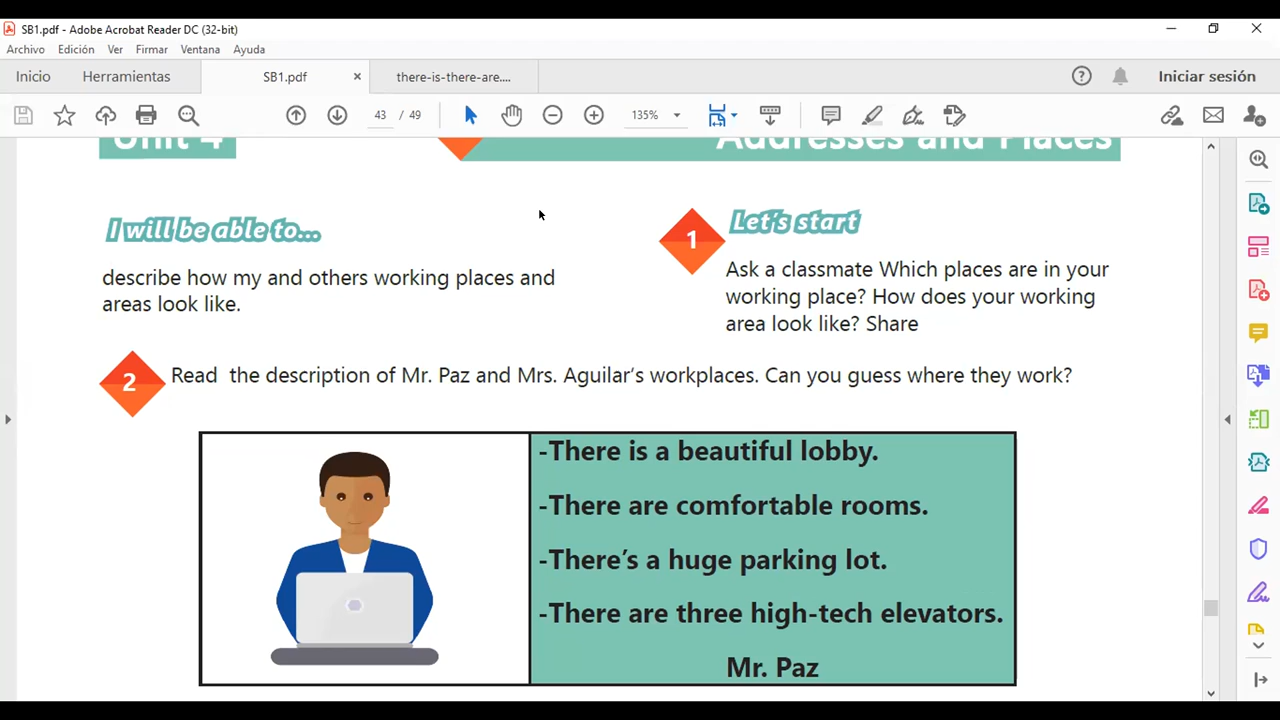 SB1.pdf - Adobe Acrobat Reader DC (32-bit)
Archivo Edición Ver Firmar Ventana Ayuda
Inicio Herramientas SB1.pdf × there-is-there-are.... Iniciar sesión
43 / 49 135%
Unit 4 Addresses and Places
I will be able to...
describe how my and others working places and
areas look like.
1
Let's start
Ask a classmate Which places are in your
working place? How does your working
area look like? Share
2
Read the description of Mr. Paz and Mrs. Aguilar's workplaces. Can you guess where they work?
-There is a beautiful lobby.
-There are comfortable rooms.
-There's a huge parking lot.
-There are three high-tech elevators.
Mr. Paz